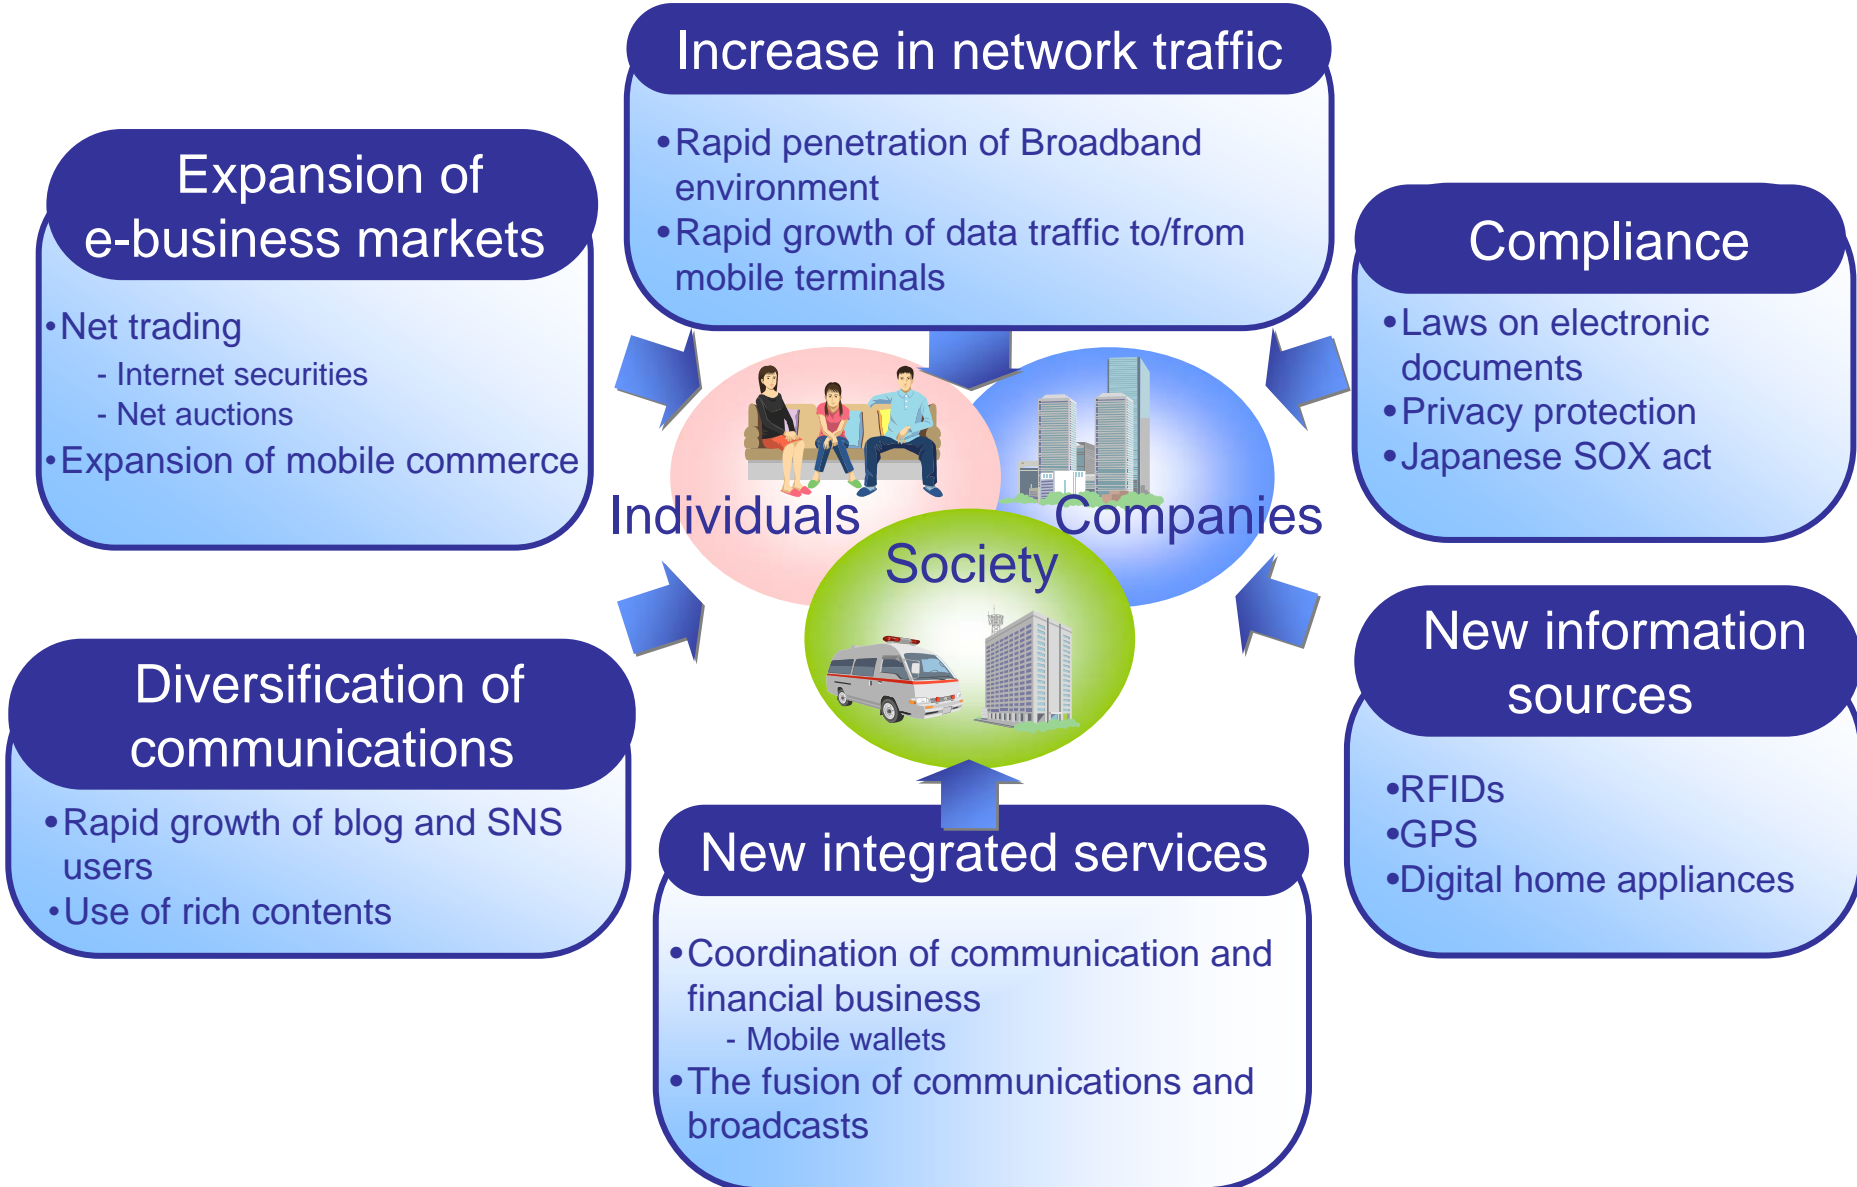 Increase in network traffic
•Rapid penetration of Broadband
environment
•Rapid growth of data traffic to/from
mobile terminals
Expansion of
e-business markets
•Net trading
- Internet securities
- Net auctions
•Expansion of mobile commerce
Compliance
•Laws on electronic
documents
•Privacy protection
•Japanese SOX act
Individuals
Companies
Society
Diversification of
communications
•Rapid growth of blog and SNS
users
•Use of rich contents
New information
sources
•RFIDs
•GPS
•Digital home appliances
New integrated services
•Coordination of communication and
financial business
- Mobile wallets
•The fusion of communications and
broadcasts